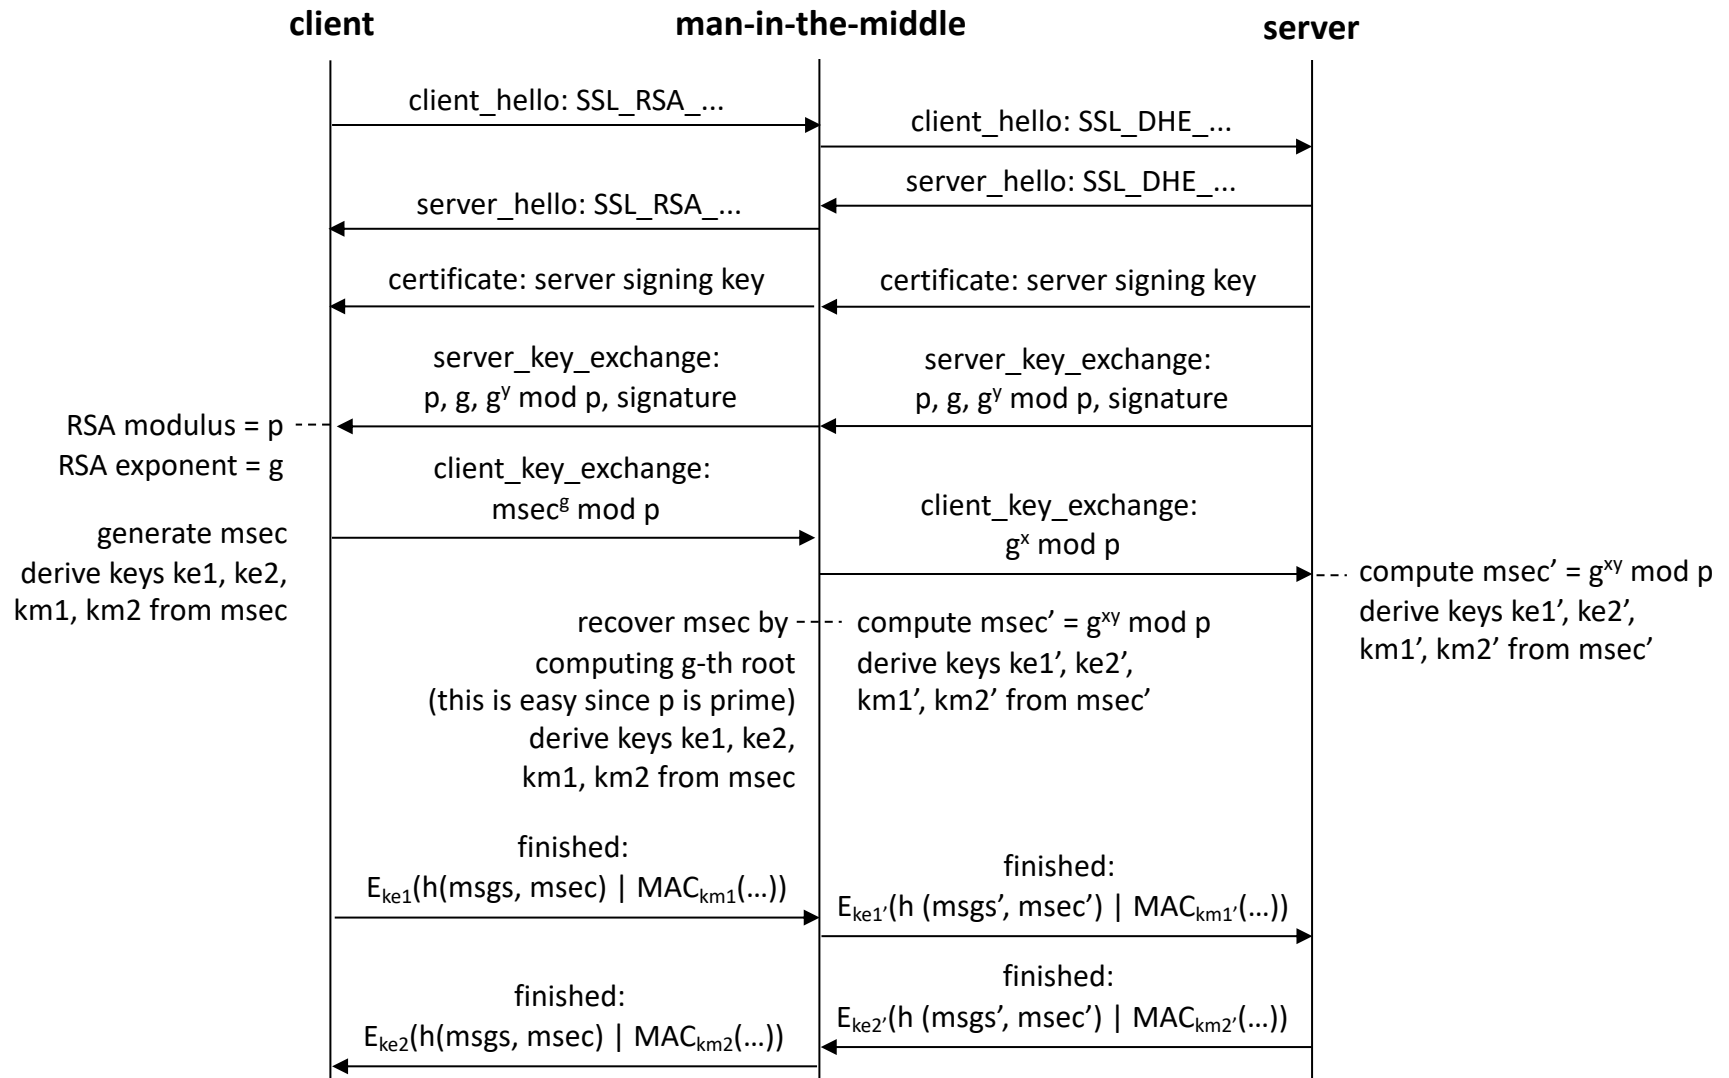 client
man-in-the-middle
server
client_hello: SSL_RSA_...
client_hello: SSL_DHE_...
server_hello: SSL_DHE_...
server_hello: SSL_RSA_...
certificate: server signing key
certificate: server signing key
server_key_exchange:
p, g, gʸ mod p, signature
server_key_exchange:
p, g, gʸ mod p, signature
RSA modulus = p
RSA exponent = g
client_key_exchange:
msecᵍ mod p
client_key_exchange:
gˣ mod p
generate msec
derive keys ke1, ke2,
km1, km2 from msec
compute msec’ = gˣʸ mod p
derive keys ke1’, ke2’,
km1’, km2’ from msec’
recover msec by
computing g-th root
(this is easy since p is prime)
derive keys ke1, ke2,
km1, km2 from msec
compute msec’ = gˣʸ mod p
derive keys ke1’, ke2’,
km1’, km2’ from msec’
finished:
Eke1(h(msgs, msec) | MACkm1(...))
finished:
Eke1’(h (msgs’, msec’) | MACkm1’(...))
finished:
Eke2’(h (msgs’, msec’) | MACkm2’(...))
finished:
Eke2(h(msgs, msec) | MACkm2(...))